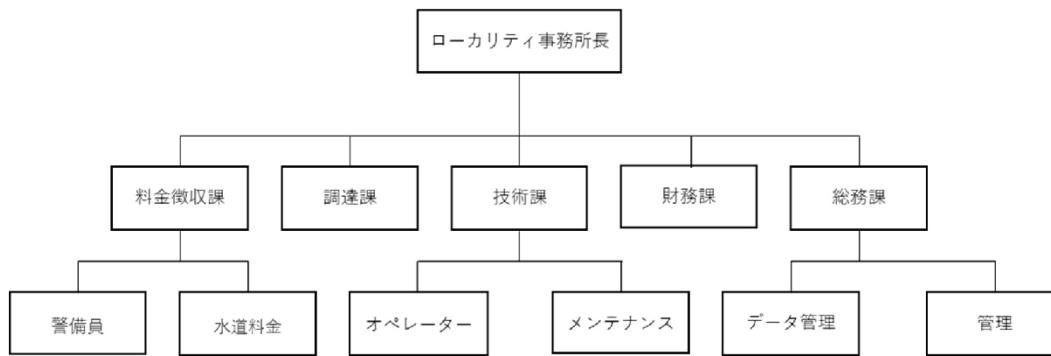 ローカリティ事務所長
料金徴収課
調達課
技術課
財務課
総務課
警備員
水道料金
オペレーター
メンテナンス
データ管理
管理